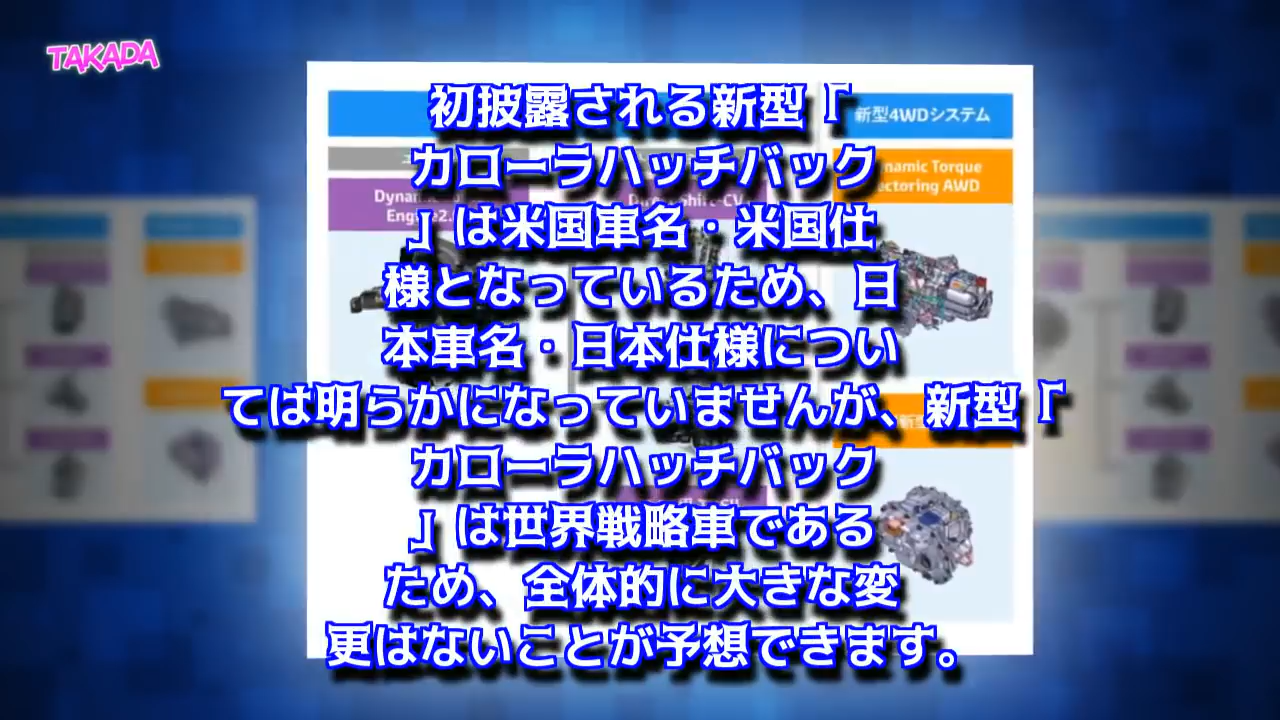 TAKADA
初披露される新型「
カローラハッチバック
」は米国車名・米国仕
様となっているため、日
本車名・日本仕様につい
ては明らかになっていませんが、新型「
カローラハッチバック
」は世界戦略車である
ため、全体的に大きな変
更はないことが予想できます。
新型4WDシステム
Torque
AWD